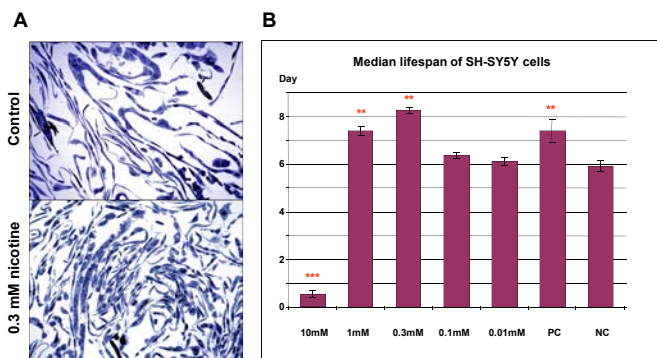 A
B
Control
0.3 mM nicotine
Median lifespan of SH-SY5Y cells
Day
8
6
4
2
0
***
**
**
**
10mM 1mM 0.3mM 0.1mM 0.01mM PC NC